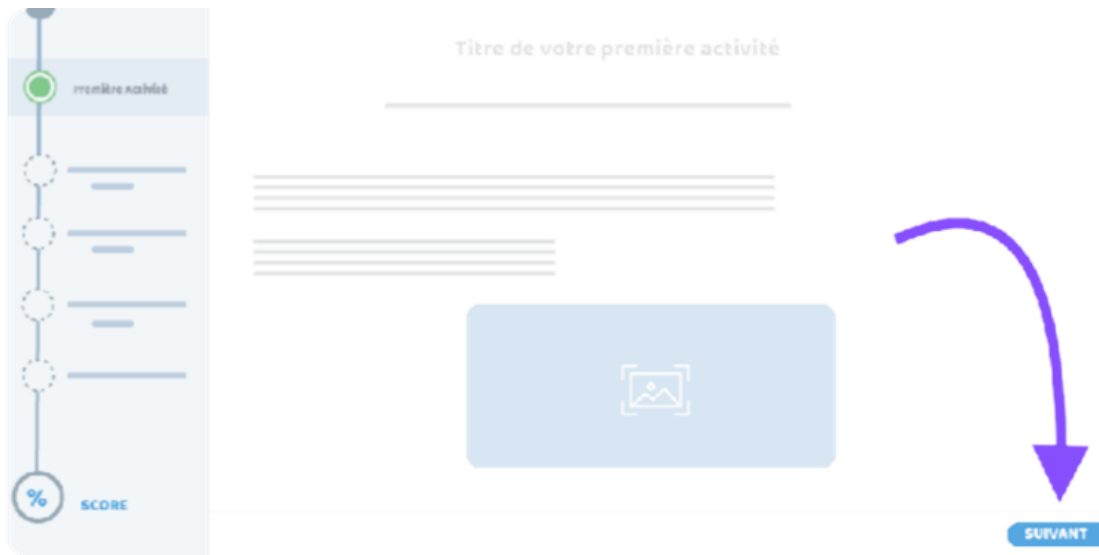 Titre de votre première activité
Première Activité
%
SCORE
SUIVANT